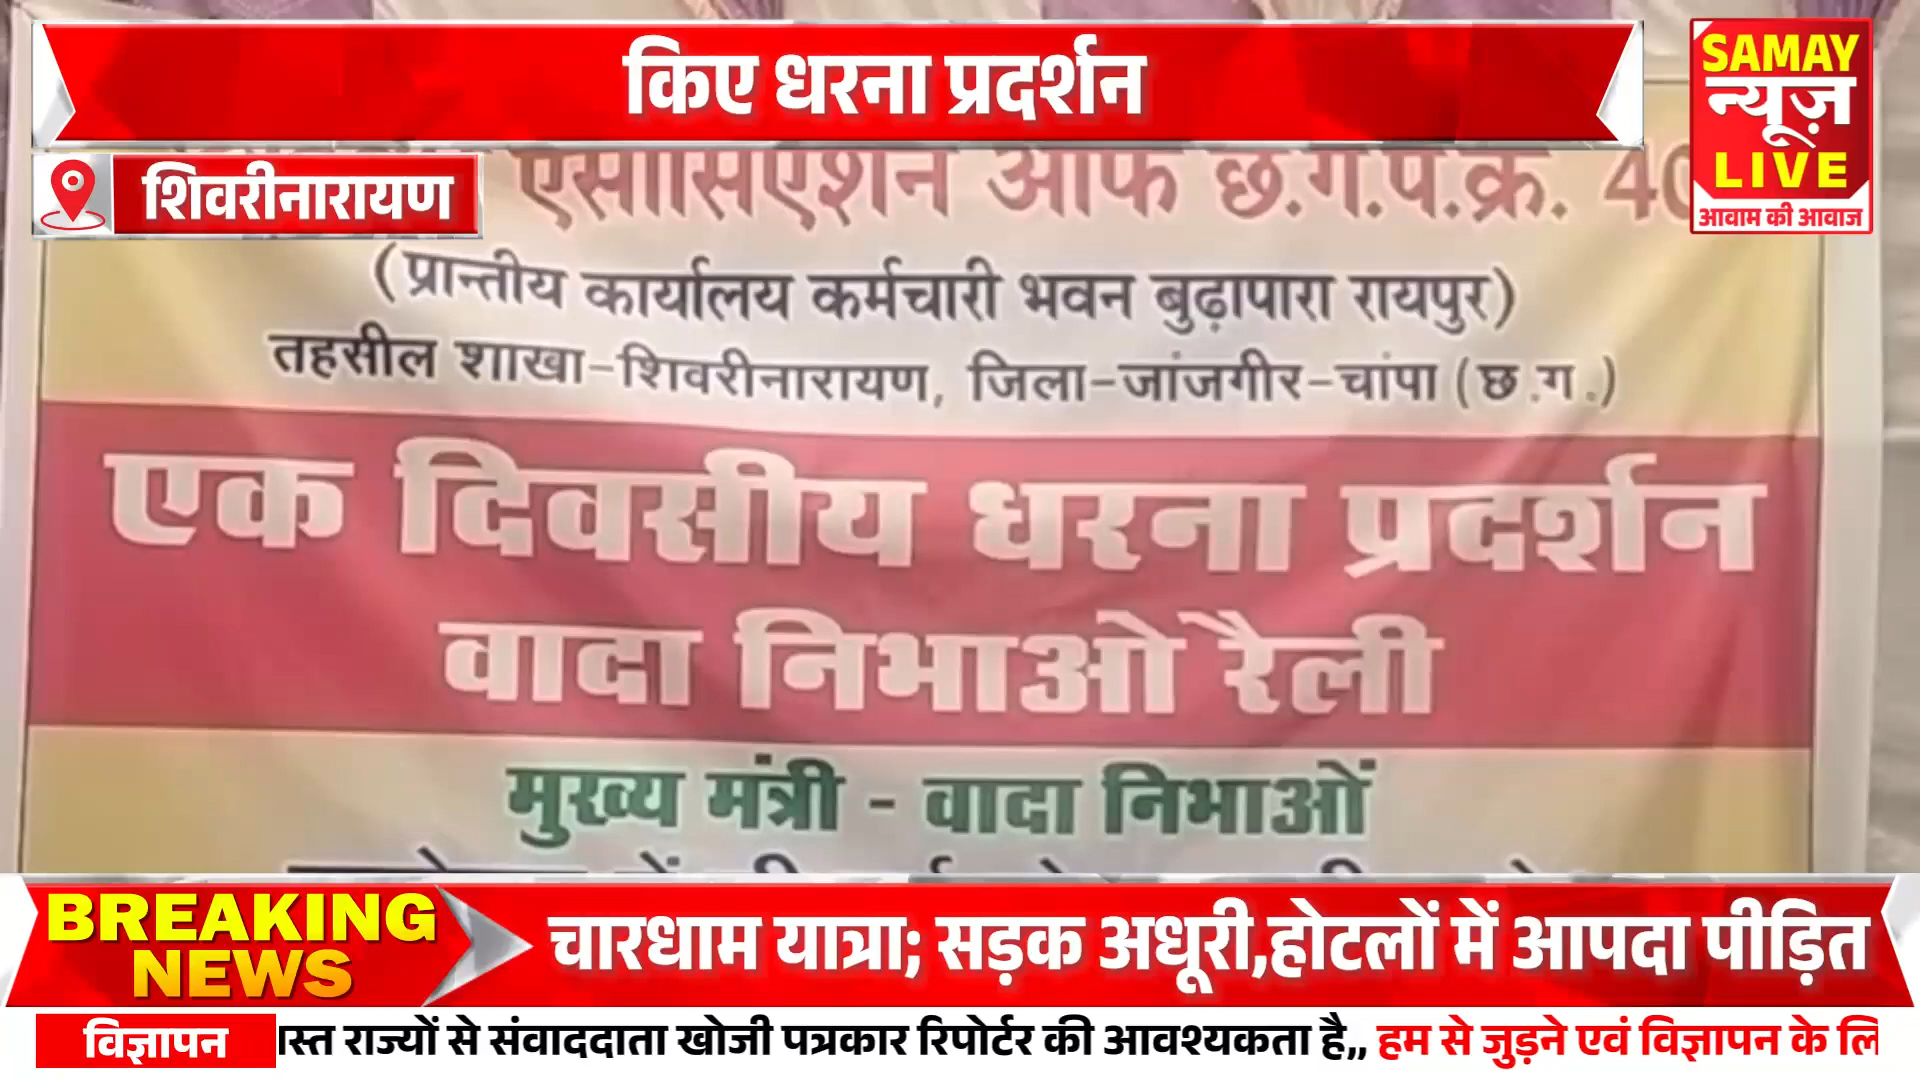 किए धरना प्रदर्शन
SAMAY
न्यूज़
LIVE
आवाम की आवाज
शिवरीनारायण
एसोसिएशन ऑफ छ.ग.प.क्र. 40
(प्रान्तीय कार्यालय कर्मचारी भवन बुढ़ापारा रायपुर)
तहसील शाखा-शिवरीनारायण, जिला-जांजगीर-चांपा (छ.ग.)
एक दिवसीय धरना प्रदर्शन
वादा निभाओ रैली
मुख्य मंत्री - वादा निभाओं
BREAKING
NEWS
चारधाम यात्रा; सड़क अधूरी,होटलों में आपदा पीड़ित
विज्ञापन
स्त राज्यों से संवाददाता खोजी पत्रकार रिपोर्टर की आवश्यकता है,, हम से जुड़ने एवं विज्ञापन के लि